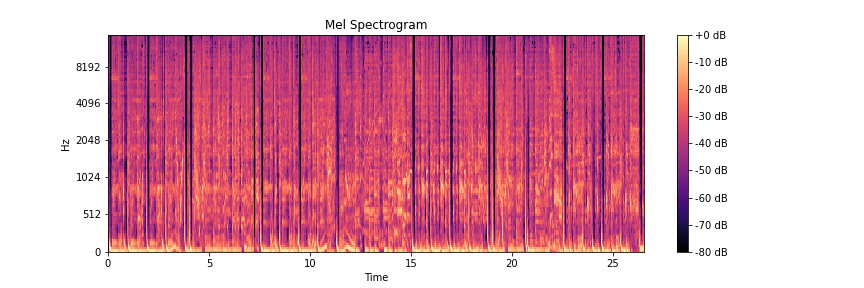 Mel Spectrogram
Hz
8192
4096
2048
1024
512
0
0 5 10 15 20 25
Time
+0 dB
-10 dB
-20 dB
-30 dB
-40 dB
-50 dB
-60 dB
-70 dB
-80 dB